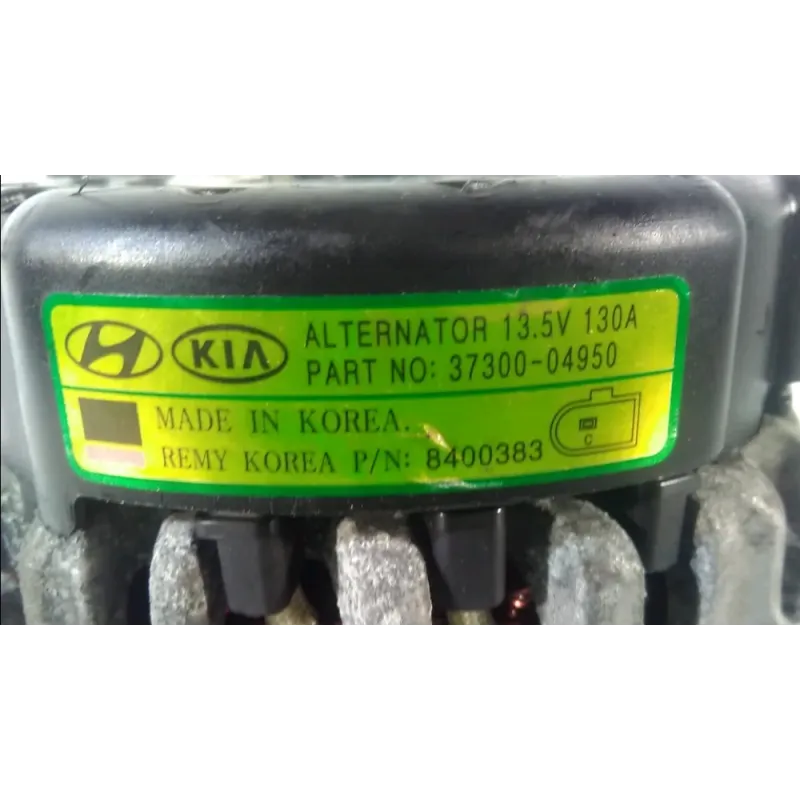 KIA
ALTERNATOR 13.5V 130A
PART NO: 37300-04950
MADE IN KOREA.
REMY KOREA P/N: 8400383
C